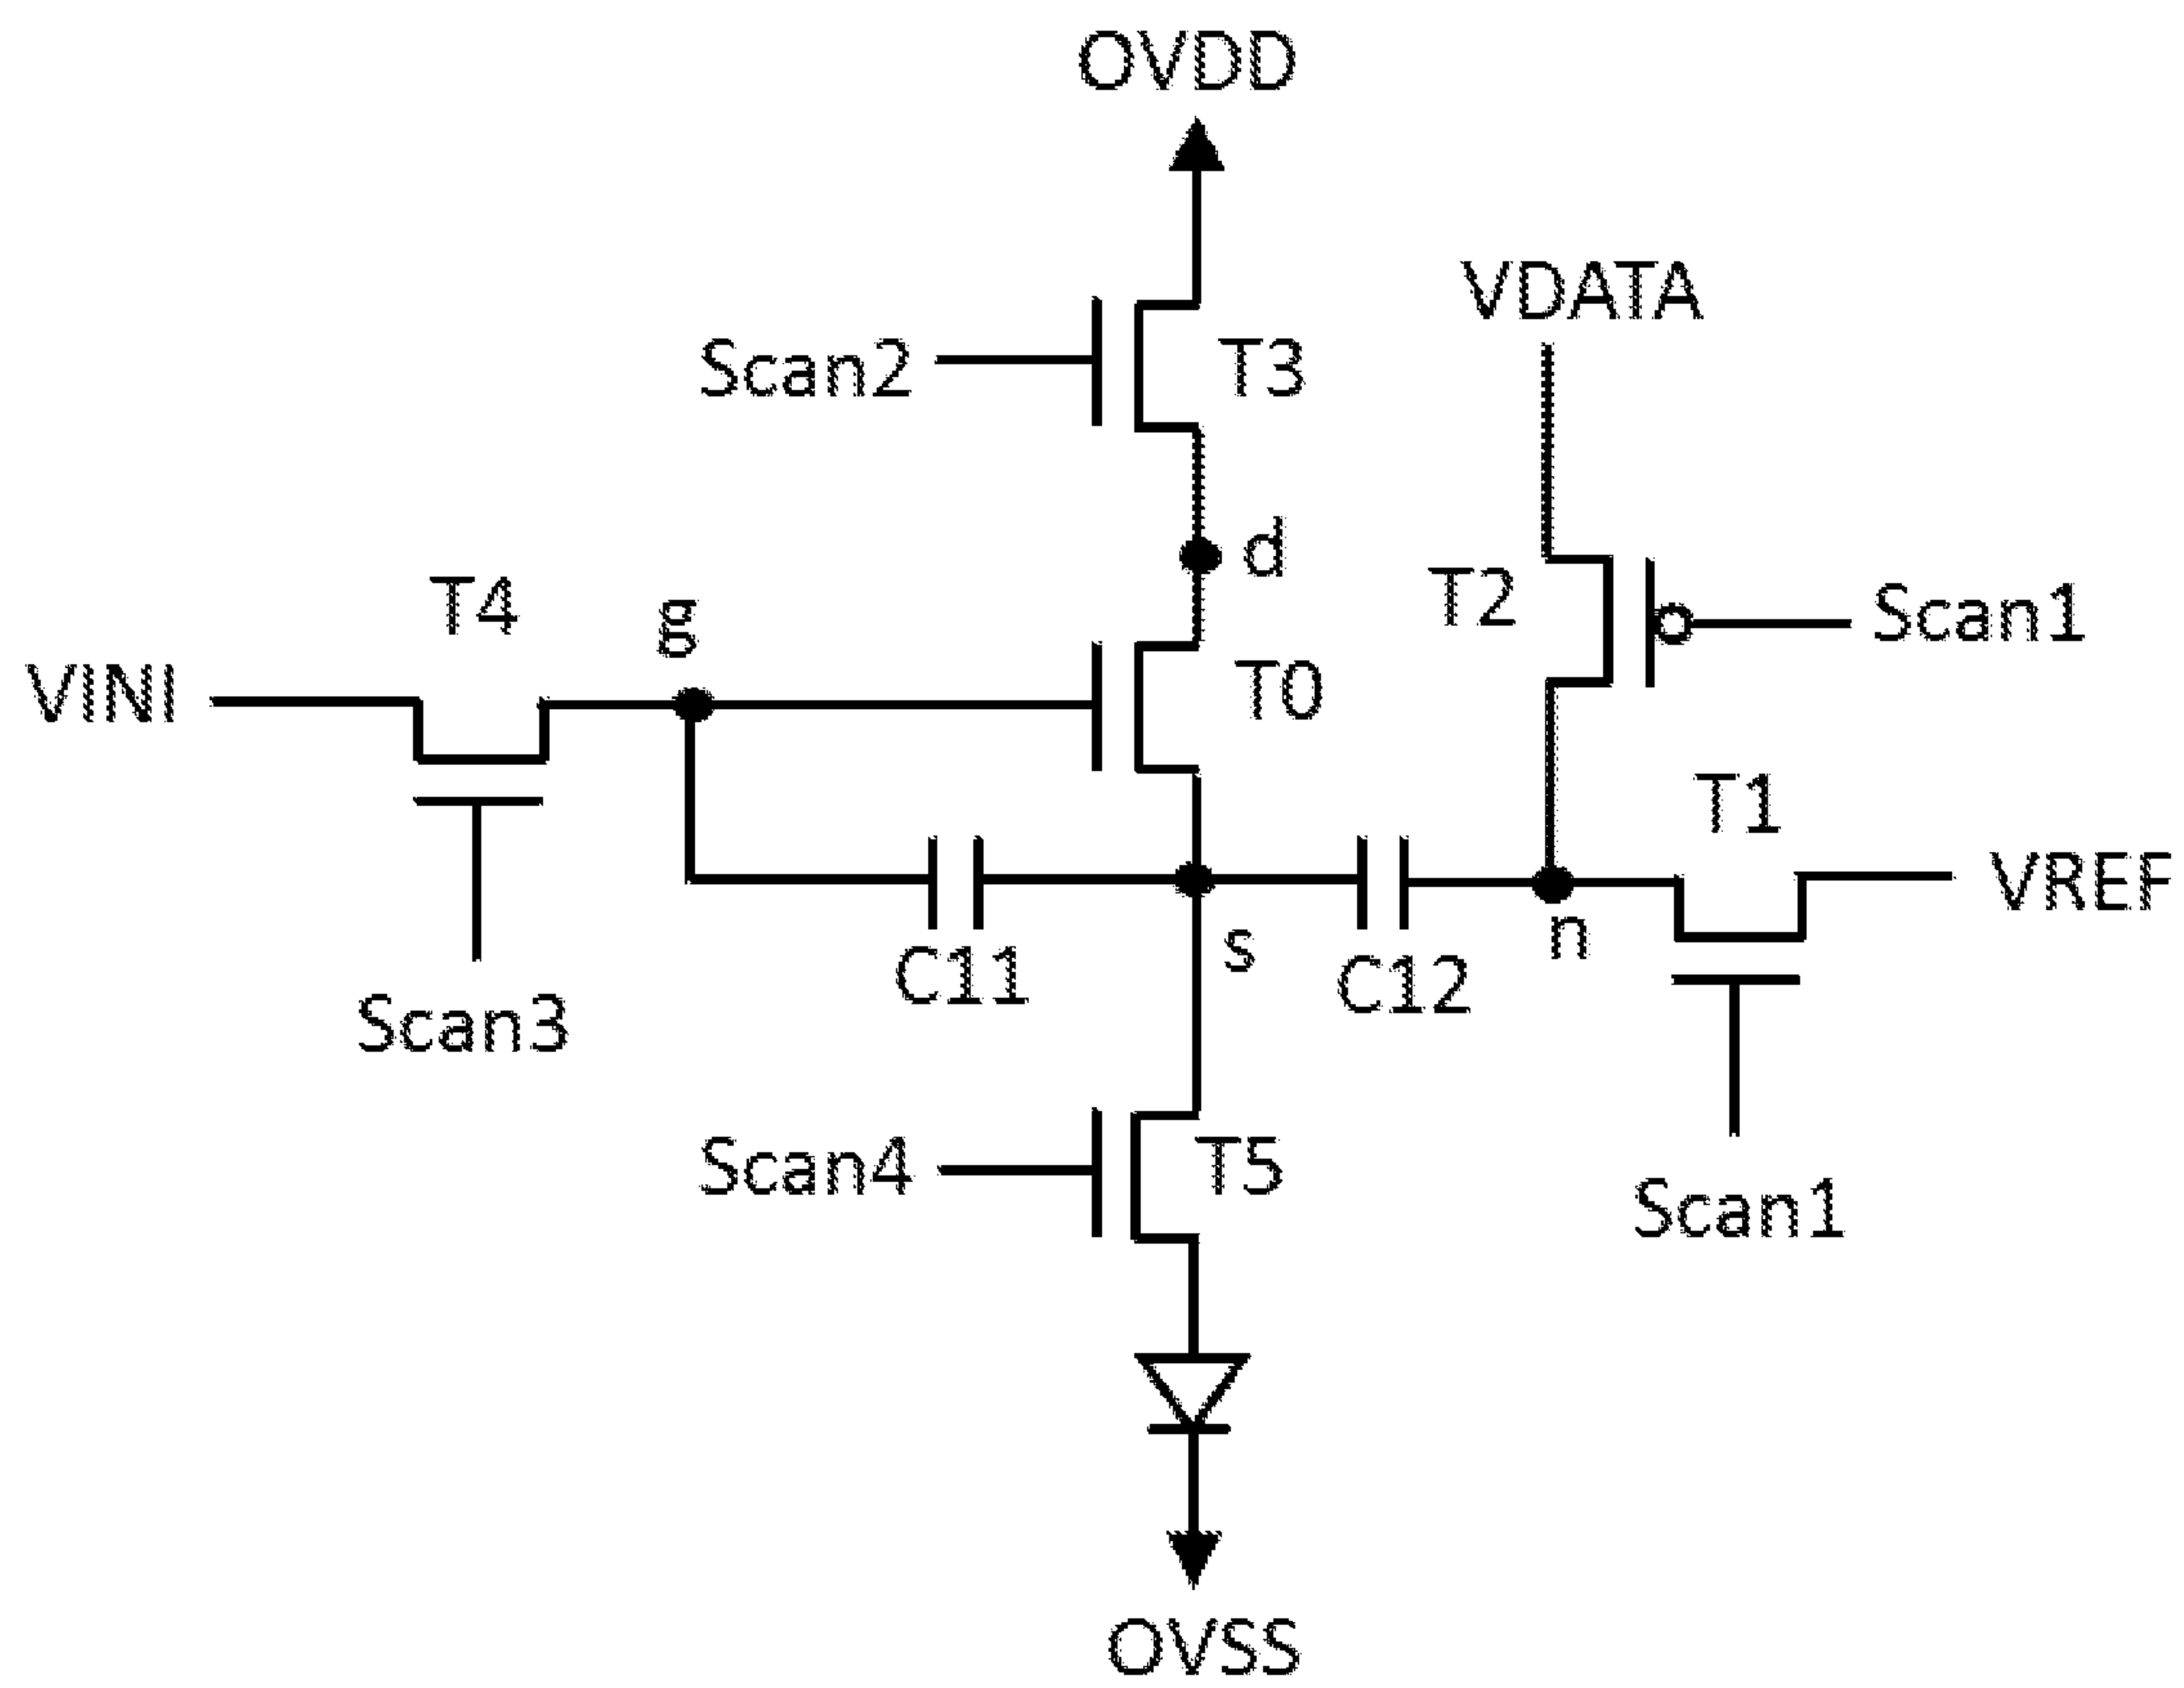 OVDD
VDATA
Scan2
T3
d
T4
g
T2
Scan1
VINI
T0
T1
VREF
s
n
C11
C12
Scan3
Scan4
T5
Scan1
OVSS